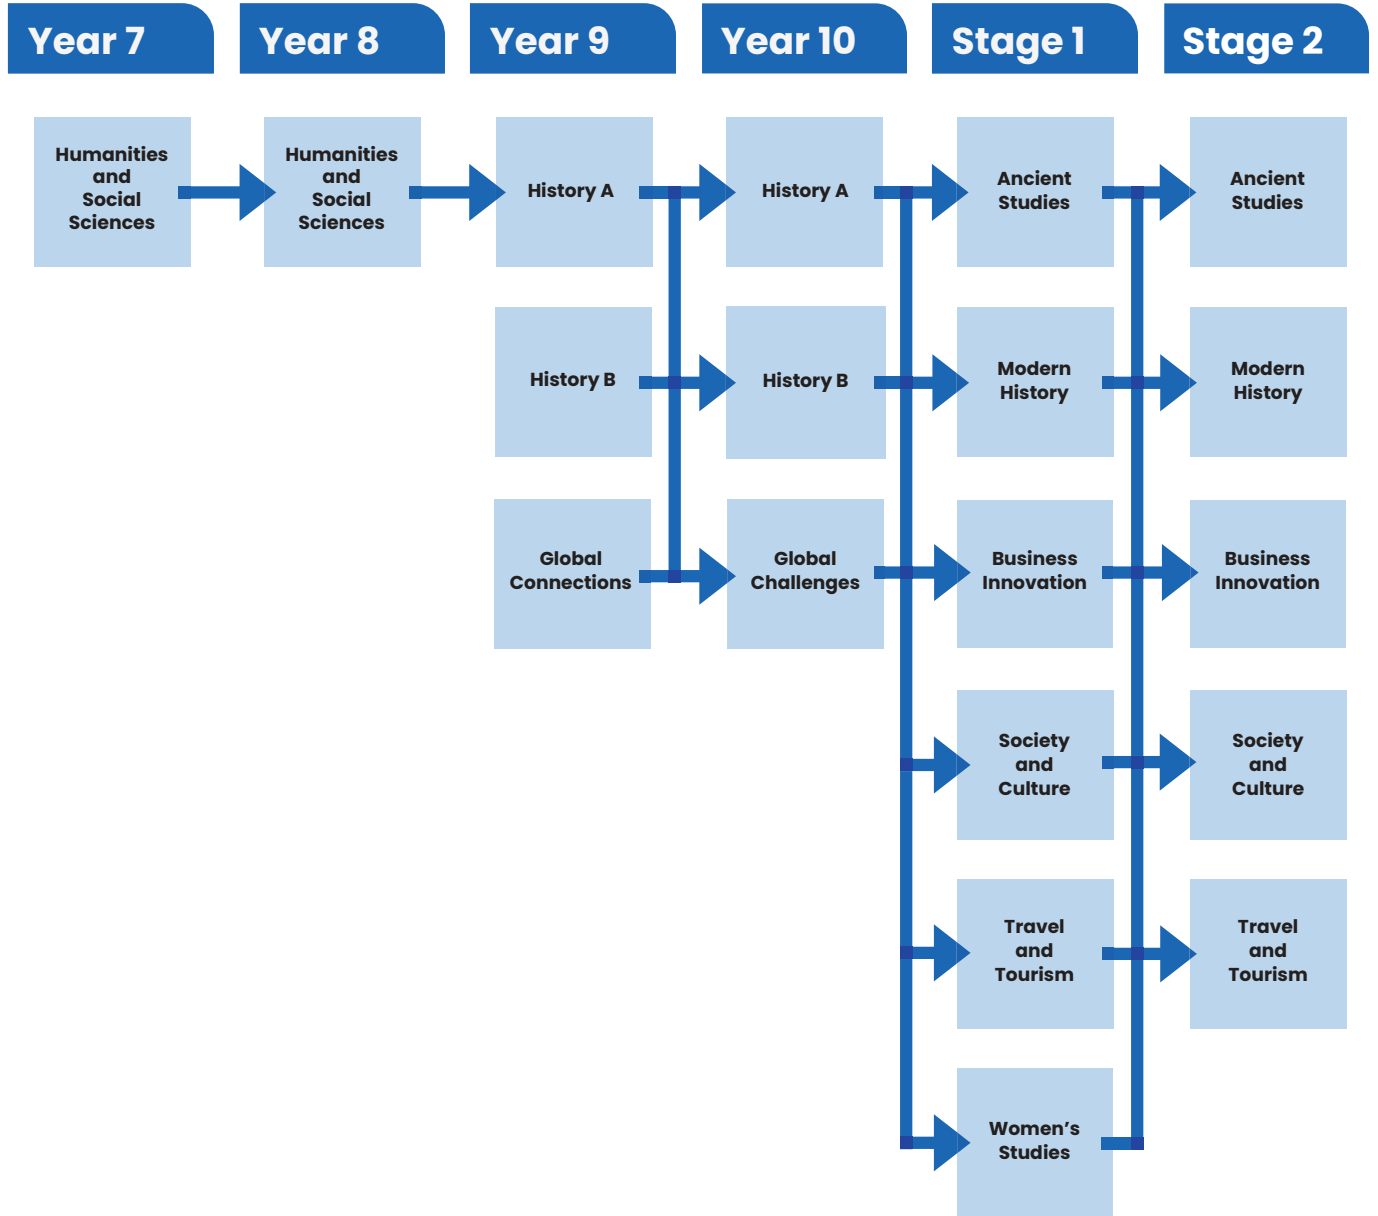 Year 7
Year 8
Year 9
Year 10
Stage 1
Stage 2
Humanities
and
Social
Sciences
Humanities
and
Social
Sciences
History A
History A
Ancient
Studies
Ancient
Studies
History B
History B
Modern
History
Modern
History
Global
Connections
Global
Challenges
Business
Innovation
Business
Innovation
Society
and
Culture
Society
and
Culture
Travel
and
Tourism
Travel
and
Tourism
Women’s
Studies